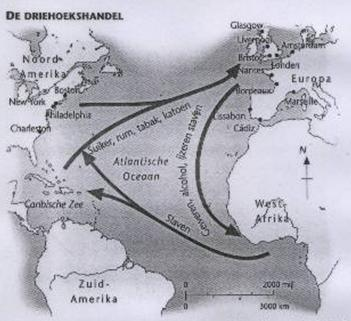 DE DRIEHOEKSHANDEL
Glasgow
Liverpool
Amsterdam
Bristol
Londen
Nantes
Noord-
Amerika
Europa
Boston
Bordeaux
New York
Marseille
Philadelphia
Lissabon
Charleston
Cádiz
Suiker, rum, tabak, katoen
Geweren, alcohol, ijzeren staven
N
Atlantische
Oceaan
West-
Afrika
Caribische Zee
Slaven
Zuid-
Amerika
0 2000 mijl
0 3000 km